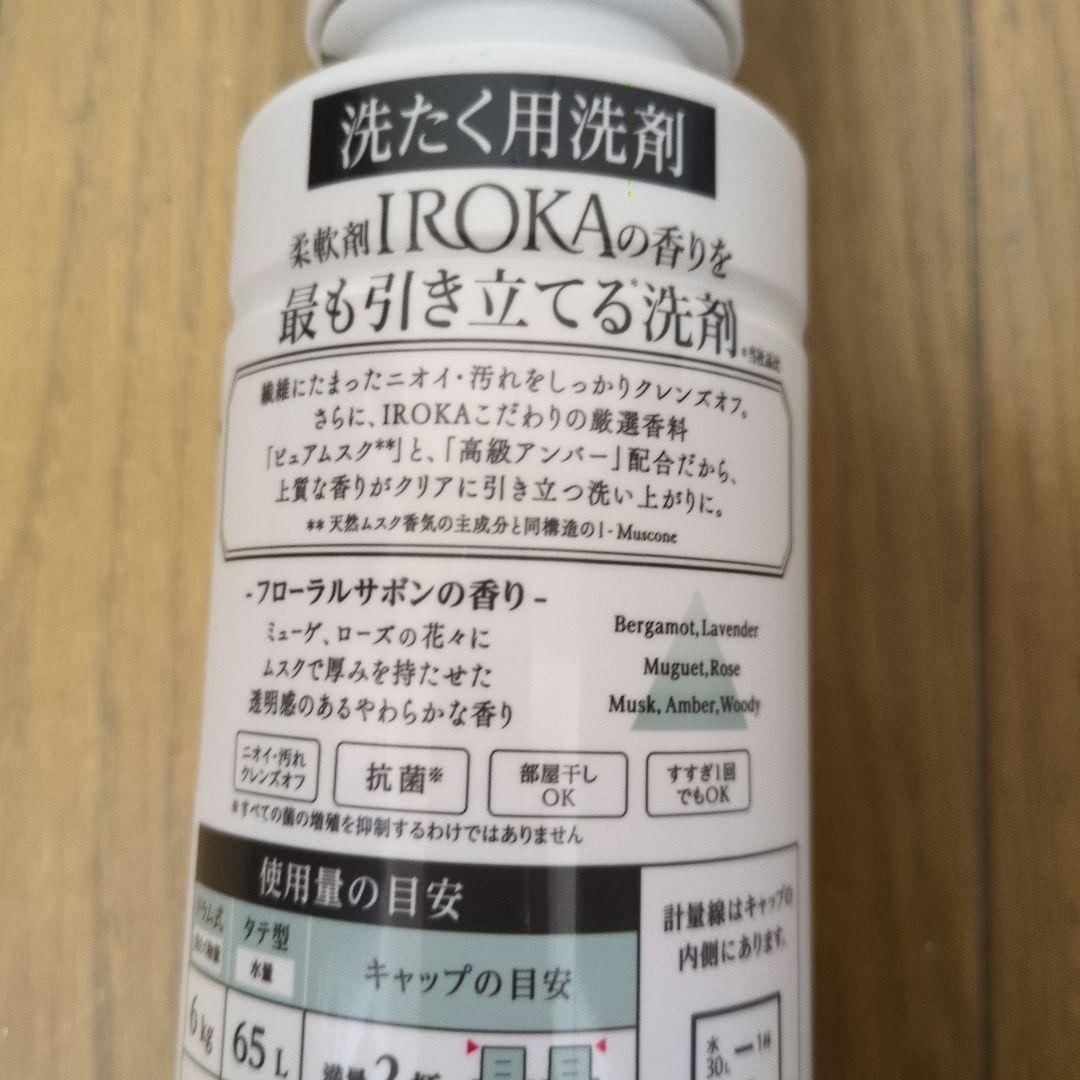 洗たく用洗剤
柔軟剤IROKAの香りを
最も引き立てる*洗剤
*当社品比
繊維にたまったニオイ・汚れをしっかりクレンズオフ。
さらに、IROKAこだわりの厳選香料
「ピュアムスク**」と、「高級アンバー」配合だから、
上質な香りがクリアに引き立つ洗い上がりに。
**天然ムスク香気の主成分と同構造のl-Muscone
-フローラルサボンの香り-
ミューゲ、ローズの花々に
ムスクで厚みを持たせた
透明感のあるやわらかな香り
Bergamot,Lavender
Muguet,Rose
Musk, Amber,Woody
ニオイ・汚れ
クレンズオフ
抗菌※
部屋干し
OK
すすぎ1回
でもOK
※すべての菌の増殖を抑制するわけではありません
使用量の目安
ドラム式
タテ型
水量
キャップの目安
6kg
65L
計量線はキャップの
内側にあります。
水
30L
1杯